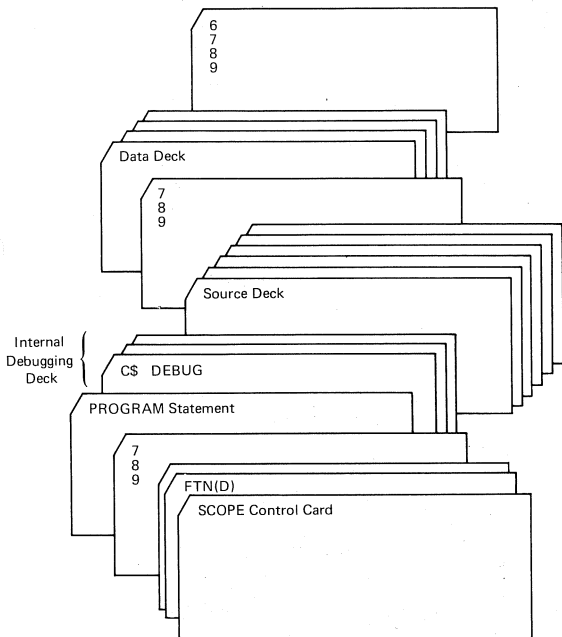 6
7
8
9
Data Deck
7
8
9
Source Deck
Internal
Debugging
Deck
C$ DEBUG
PROGRAM Statement
7
8
9
FTN(D)
SCOPE Control Card